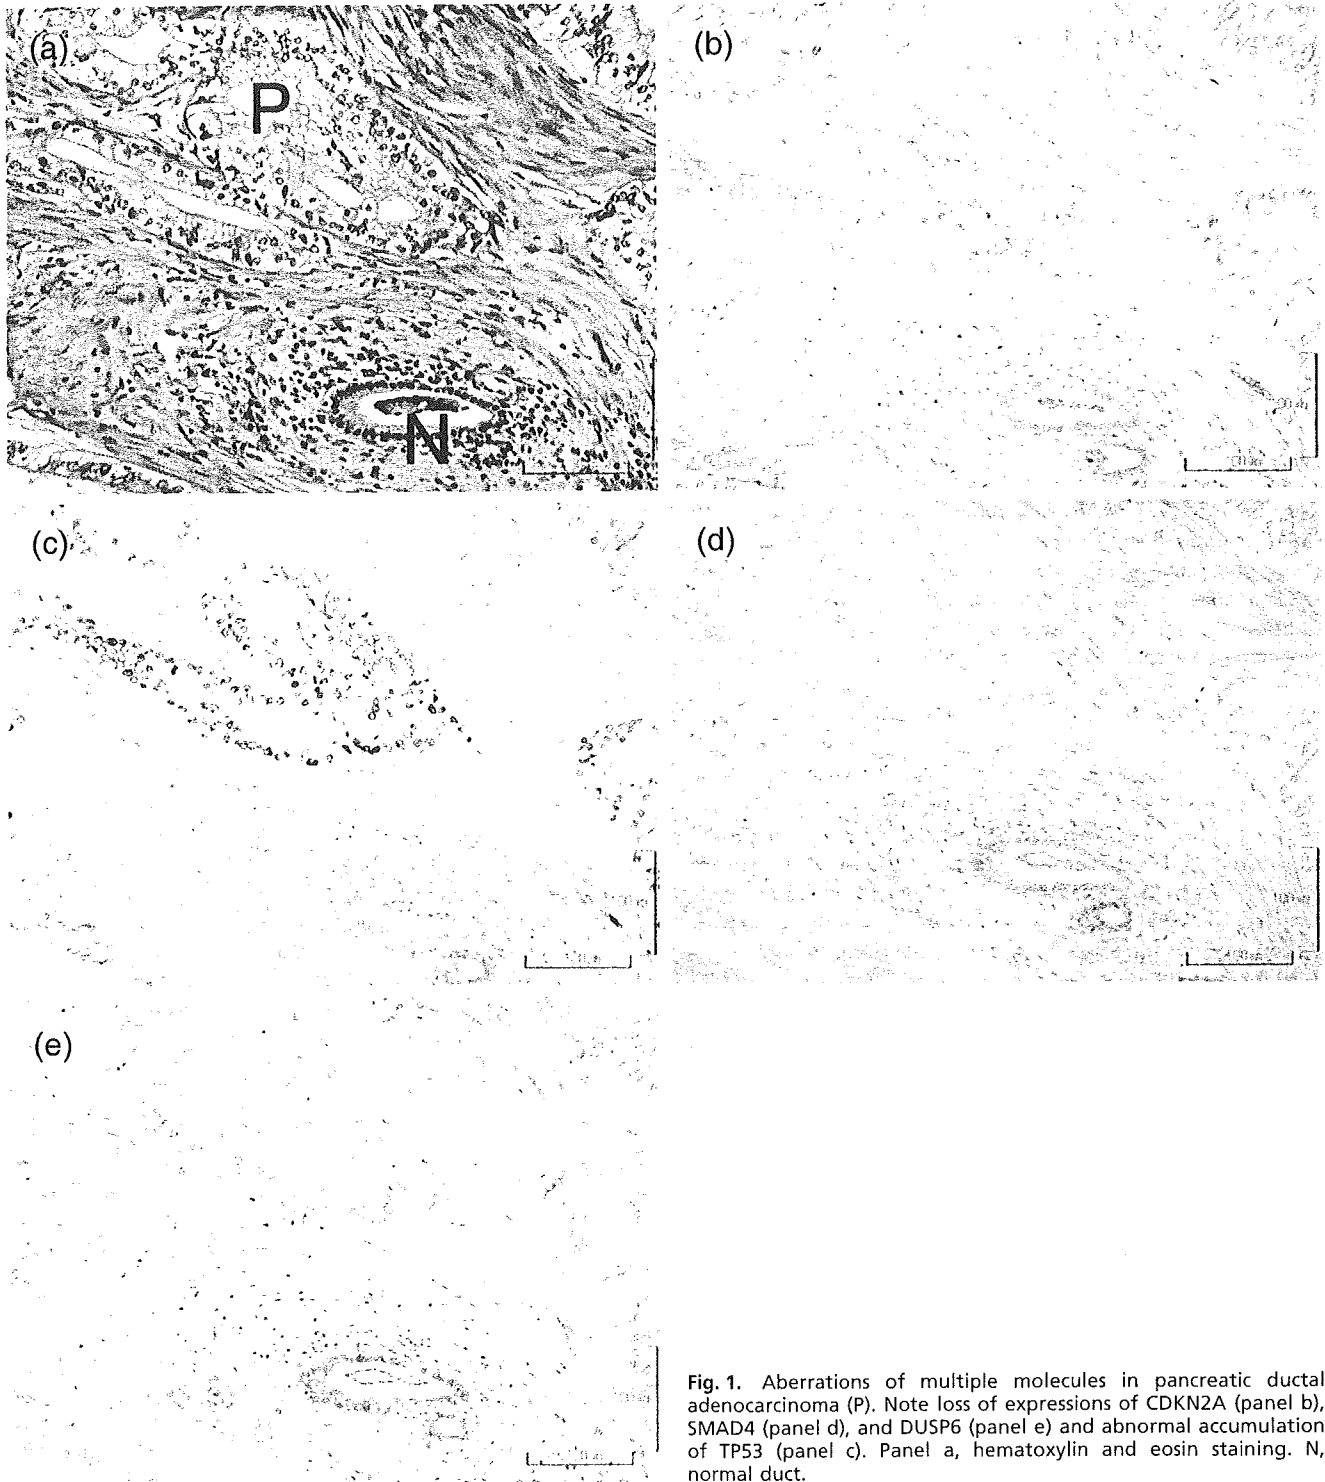 (a)
P
N
(b)
(c)
(d)
(e)
Fig. 1. Aberrations of multiple molecules in pancreatic ductal
adenocarcinoma (P). Note loss of expressions of CDKN2A (panel b),
SMAD4 (panel d), and DUSP6 (panel e) and abnormal accumulation
of TP53 (panel c). Panel a, hematoxylin and eosin staining. N,
normal duct.